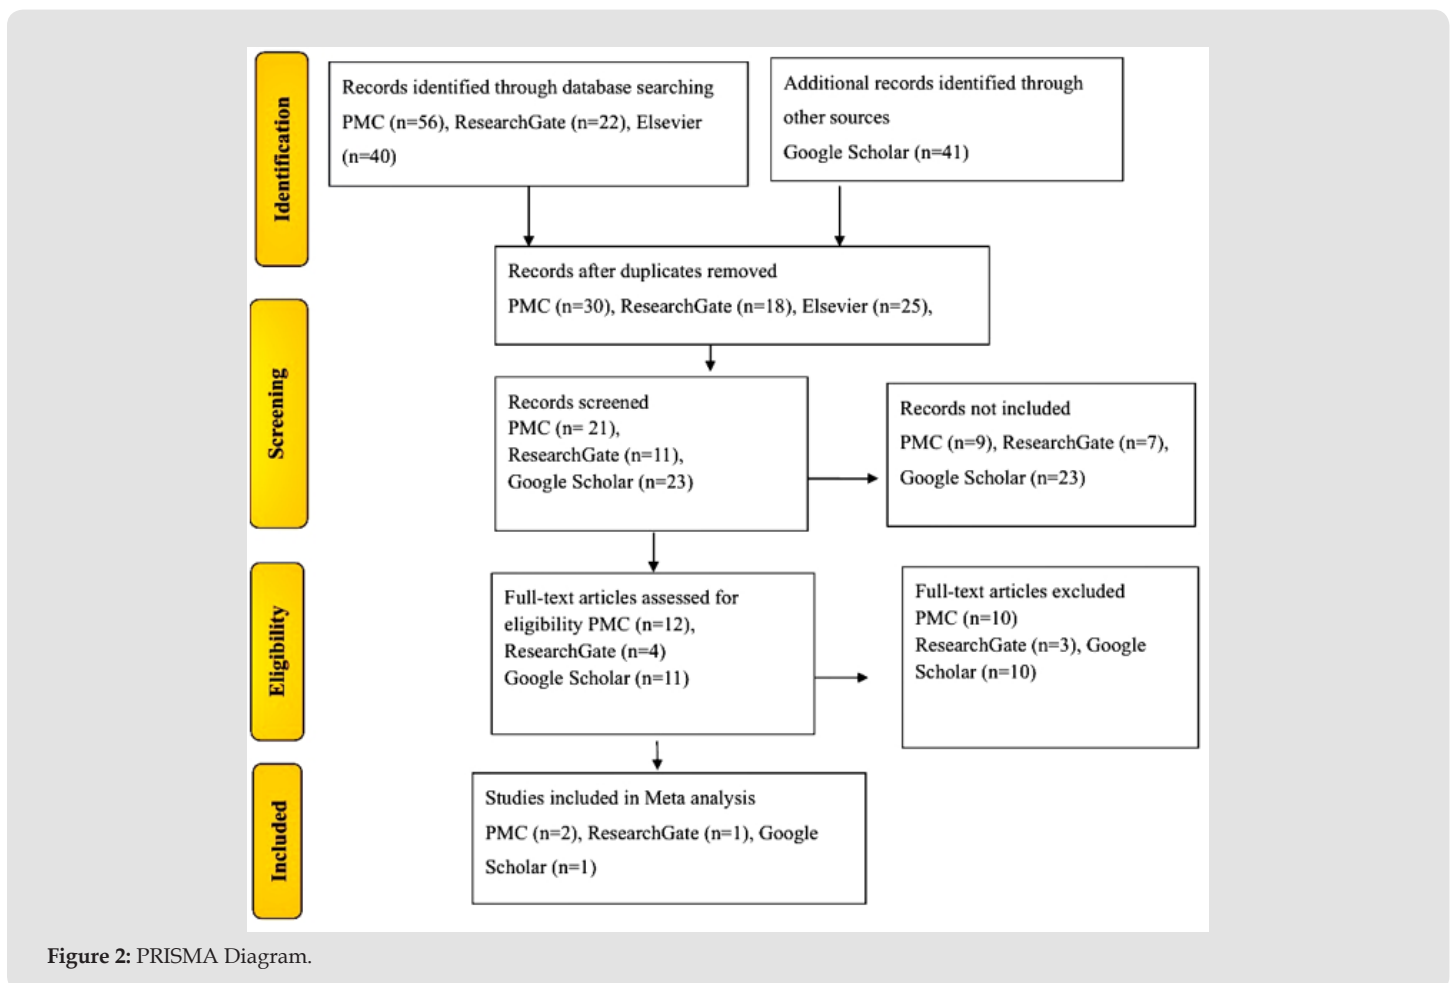 Identification
Records identified through database searching
PMC (n=56), ResearchGate (n=22), Elsevier
(n=40)
Additional records identified through
other sources
Google Scholar (n=41)
Records after duplicates removed
PMC (n=30), ResearchGate (n=18), Elsevier (n=25),
Screening
Records screened
PMC (n= 21),
ResearchGate (n=11),
Google Scholar (n=23)
Records not included
PMC (n=9), ResearchGate (n=7),
Google Scholar (n=23)
Eligibility
Full-text articles assessed for
eligibility PMC (n=12),
ResearchGate (n=4)
Google Scholar (n=11)
Full-text articles excluded
PMC (n=10)
ResearchGate (n=3), Google
Scholar (n=10)
Included
Studies included in Meta analysis
PMC (n=2), ResearchGate (n=1), Google
Scholar (n=1)
Figure 2: PRISMA Diagram.